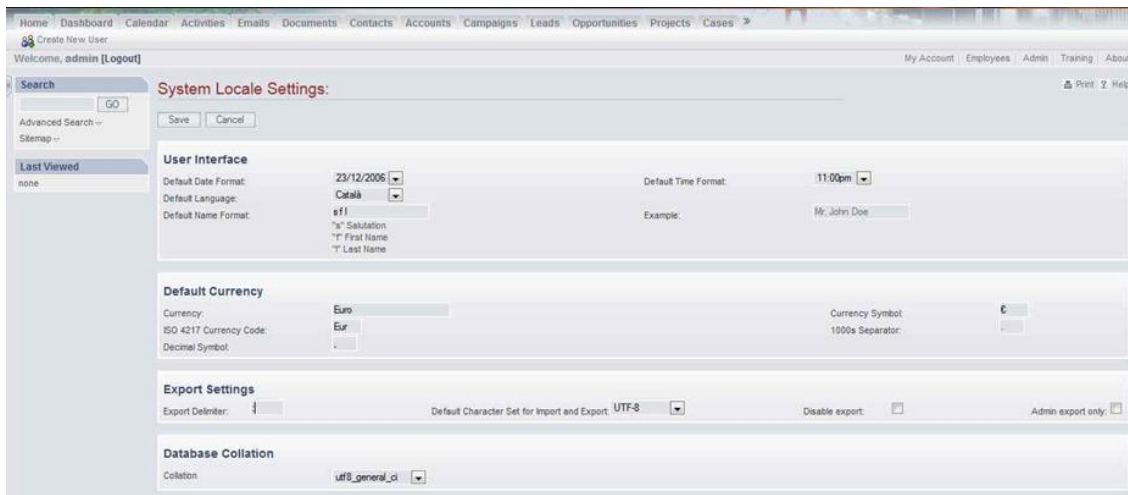 Home Dashboard Calendar Activities Emails Documents Contacts Accounts Campaigns Leads Opportunities Projects Cases »
Create New User
Welcome, admin [Logout] My Account Employees Admin Training Abou
Search
GO
Advanced Search
Sitemap
Last Viewed
none
System Locale Settings: Print ? Help
Save Cancel
User Interface
Default Date Format: 23/12/2006 Default Time Format: 11:00pm
Default Language: Català
Default Name Format: s f l Example: Mr. John Doe
"s" Salutation
"f" First Name
"l" Last Name
Default Currency
Currency: Euro Currency Symbol: €
ISO 4217 Currency Code: Eur 1000s Separator:
Decimal Symbol:
Export Settings
Export Delimiter: Default Character Set for Import and Export: UTF-8 Disable export: Admin export only:
Database Collation
Collation utf8_general_ci